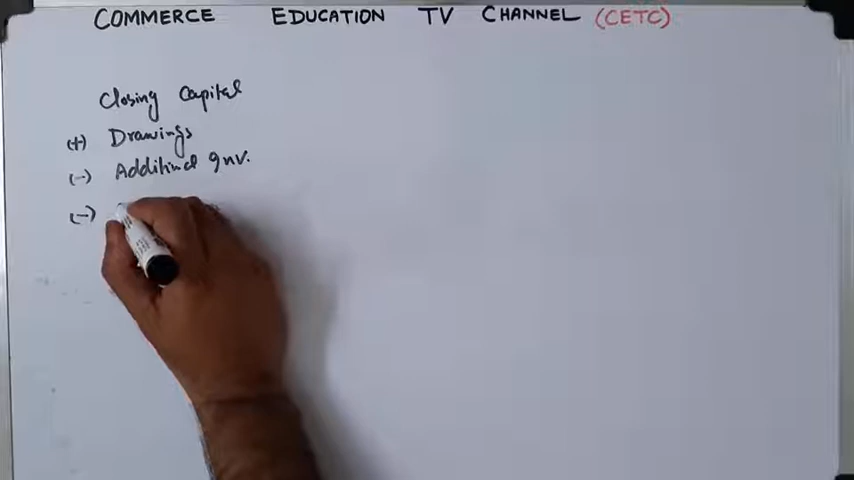 COMMERCE EDUCATION TV CHANNEL (CETC)
Closing Capital
(+) Drawings
(-) Additional Inv.
(-)